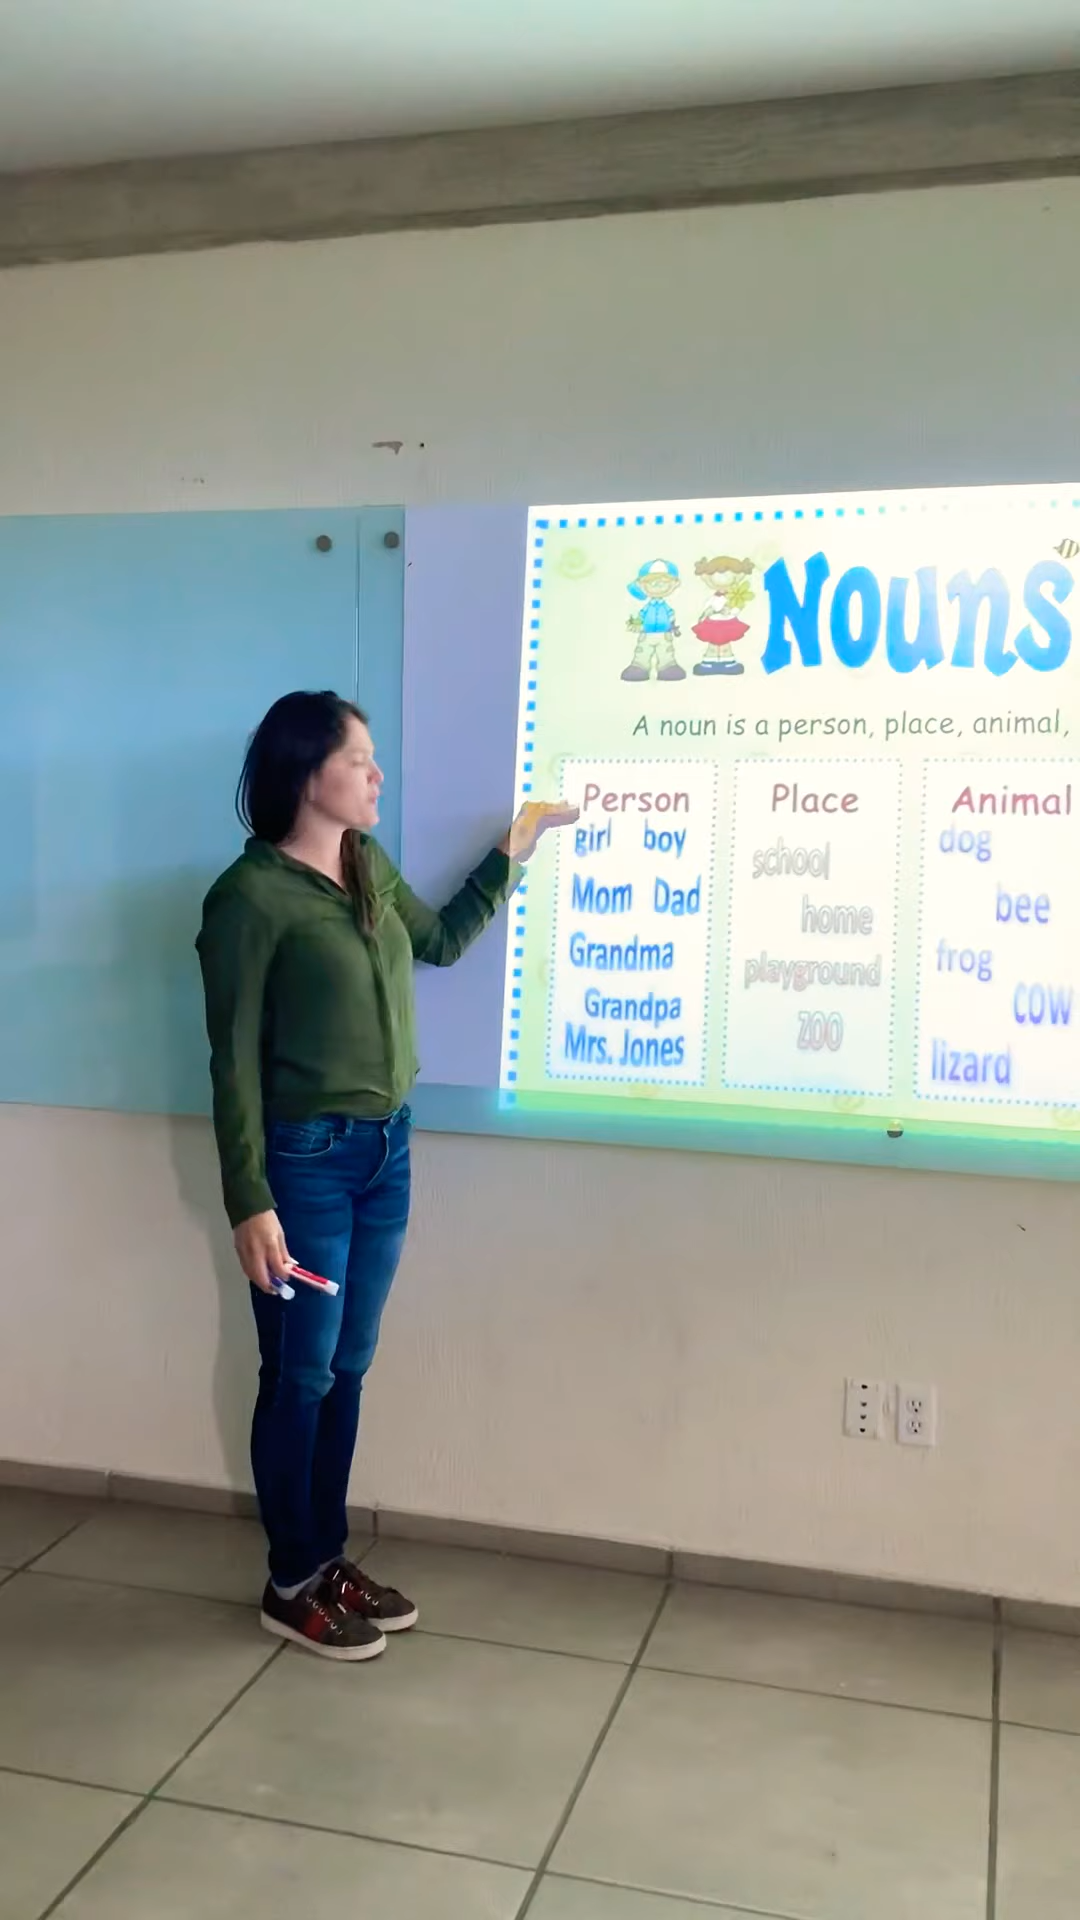 Nouns
A noun is a person, place, animal,
Person
girl boy
Mom Dad
Grandma
Grandpa
Mrs. Jones
Place
school
home
playground
zoo
Animal
dog
bee
frog
cow
lizard